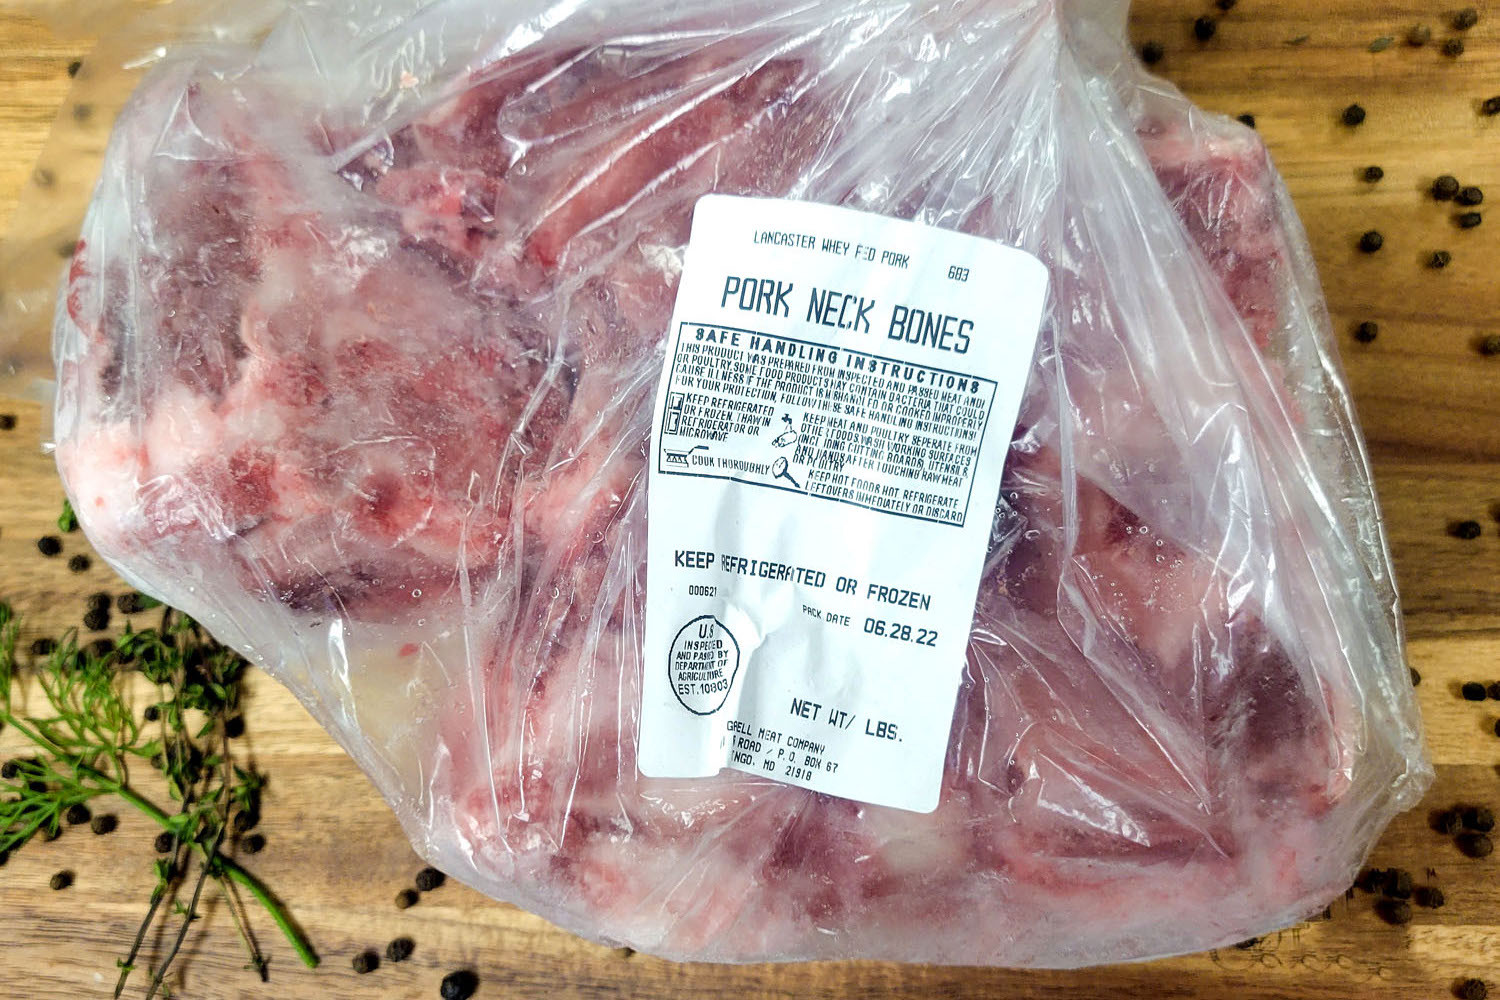 LANCASTER WHEY FED PORK 683
PORK NECK BONES
SAFE HANDLING INSTRUCTIONS
THIS PRODUCT WAS PREPARED FROM INSPECTED AND PASSED MEAT AND/
OR POULTRY. SOME FOOD PRODUCTS MAY CONTAIN BACTERIA THAT COULD
CAUSE ILLNESS IF THE PRODUCT IS MISHANDLED OR COOKED IMPROPERLY.
FOR YOUR PROTECTION, FOLLOW THESE SAFE HANDLING INSTRUCTIONS!
KEEP REFRIGERATED
OR FROZEN. THAW IN
REFRIGERATOR OR
MICROWAVE
KEEP MEAT AND POULTRY SEPERATE FROM
OTHER FOODS. WASH WORKING SURFACES
(INCLUDING CUTTING BOARDS), UTENSILS,
AND HANDS AFTER TOUCHING RAW MEAT
OR POULTRY
COOK THOROUGHLY
KEEP HOT FOODS HOT. REFRIGERATE
LEFTOVERS IMMEDIATELY OR DISCARD
KEEP REFRIGERATED OR FROZEN
000621
PACK DATE 06.28.22
U.S
INSPECTED
AND PASSED BY
DEPARTMENT OF
AGRICULTURE
EST.10803
NET WT/ LBS.
MEAT COMPANY
ROAD / P.O. BOX 67
MD 21918